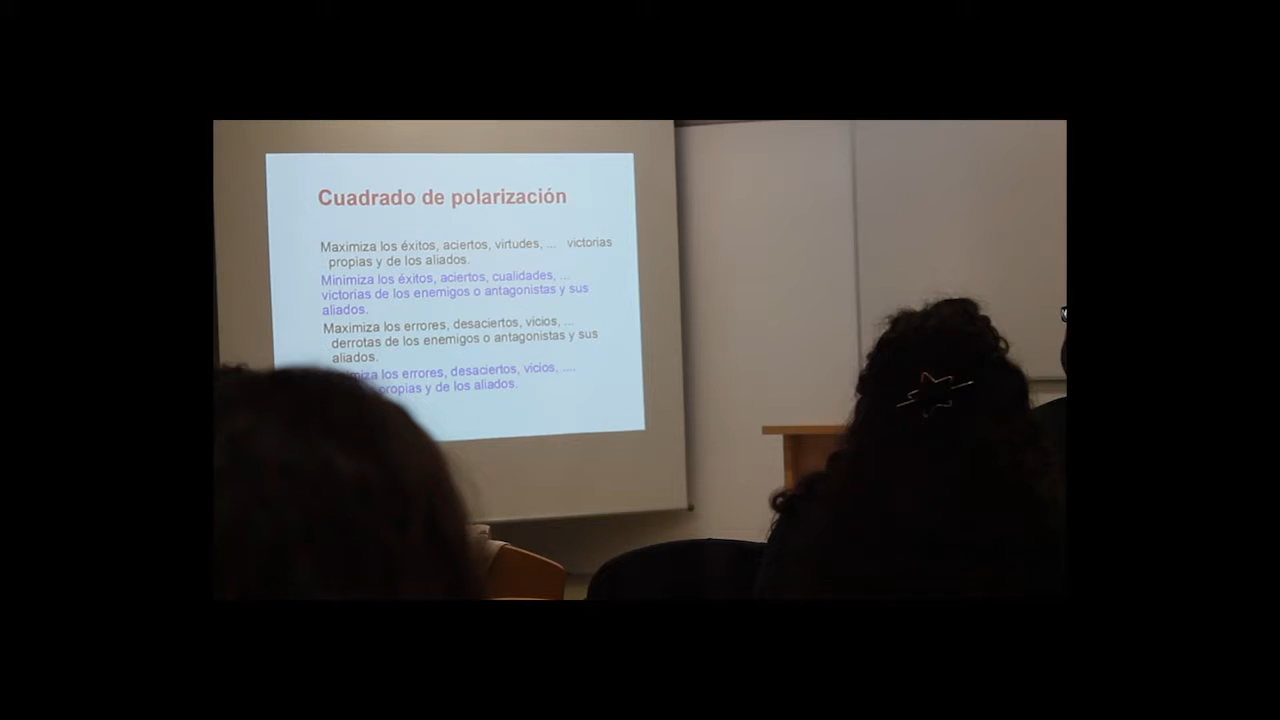 Cuadrado de polarización
Maximiza los éxitos, aciertos, virtudes, ... victorias
propias y de los aliados.
Minimiza los éxitos, aciertos, cualidades, ...
victorias de los enemigos o antagonistas y sus
aliados.
Maximiza los errores, desaciertos, vicios, ...
derrotas de los enemigos o antagonistas y sus
aliados.
los errores, desaciertos, vicios, ....
propias y de los aliados.